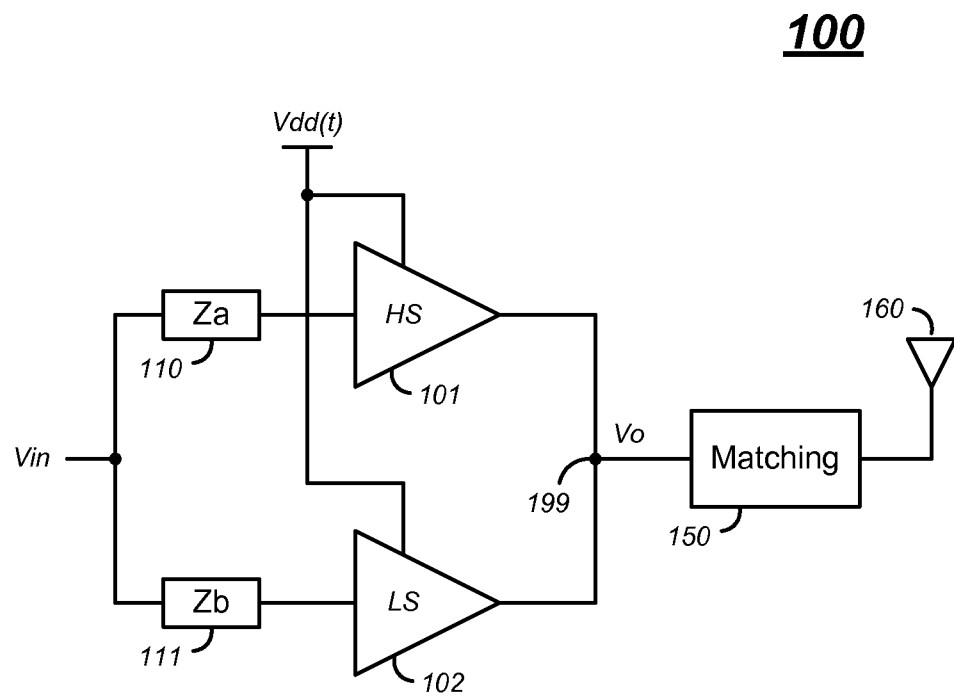 100
Vdd(t)
Za
110
HS
101
160
Vin
Vo
Matching
199
150
Zb
111
LS
102